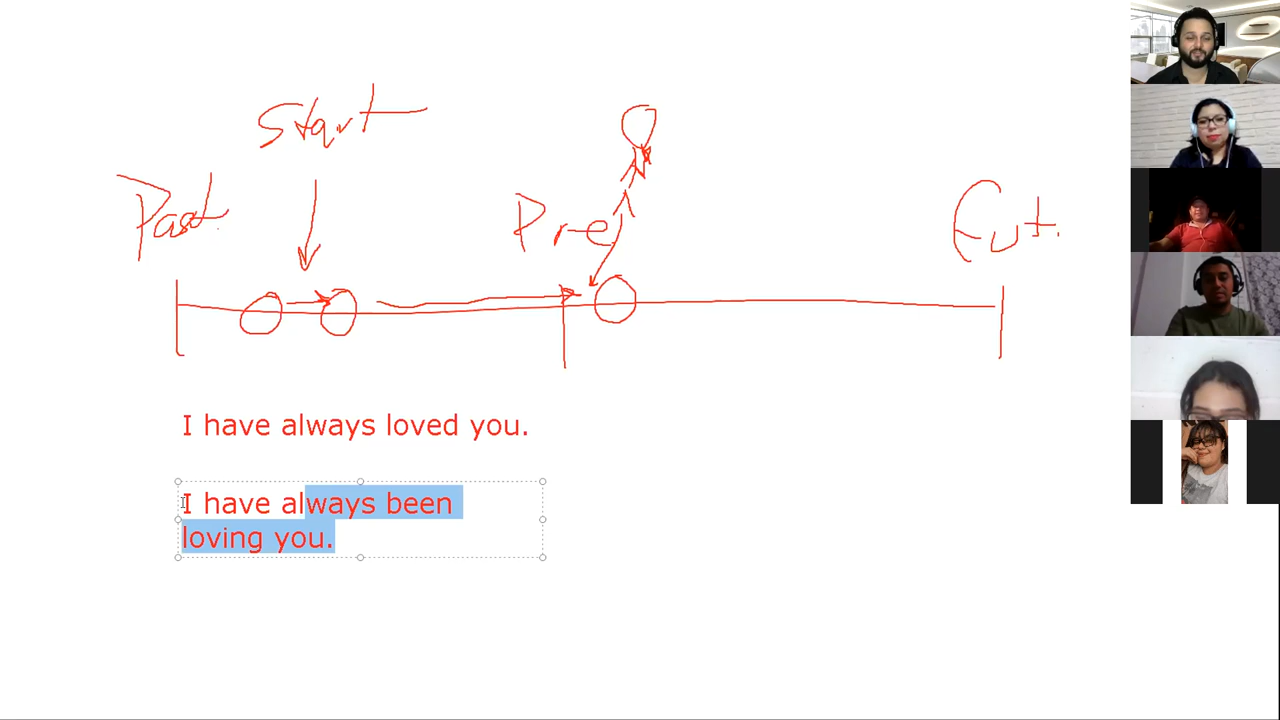 Start
Past
Pre
Fut.
I have always loved you.
I have always been
loving you.